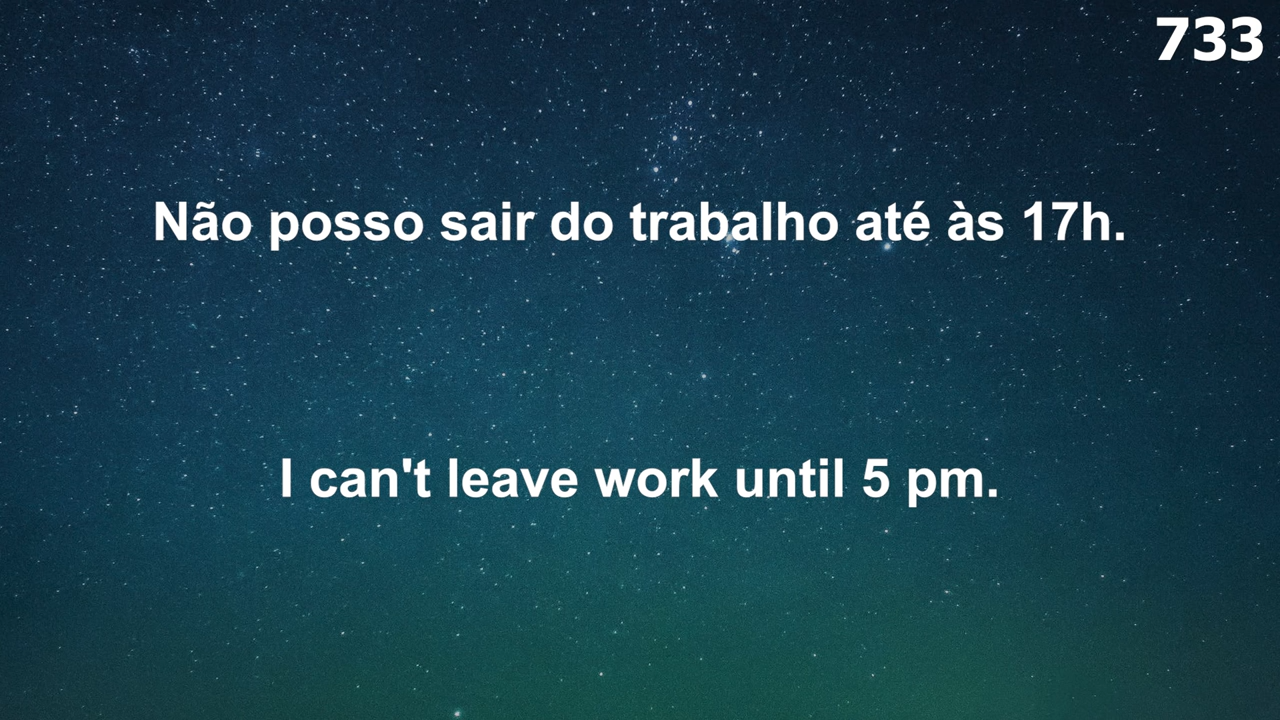 733
Não posso sair do trabalho até às 17h.
I can't leave work until 5 pm.